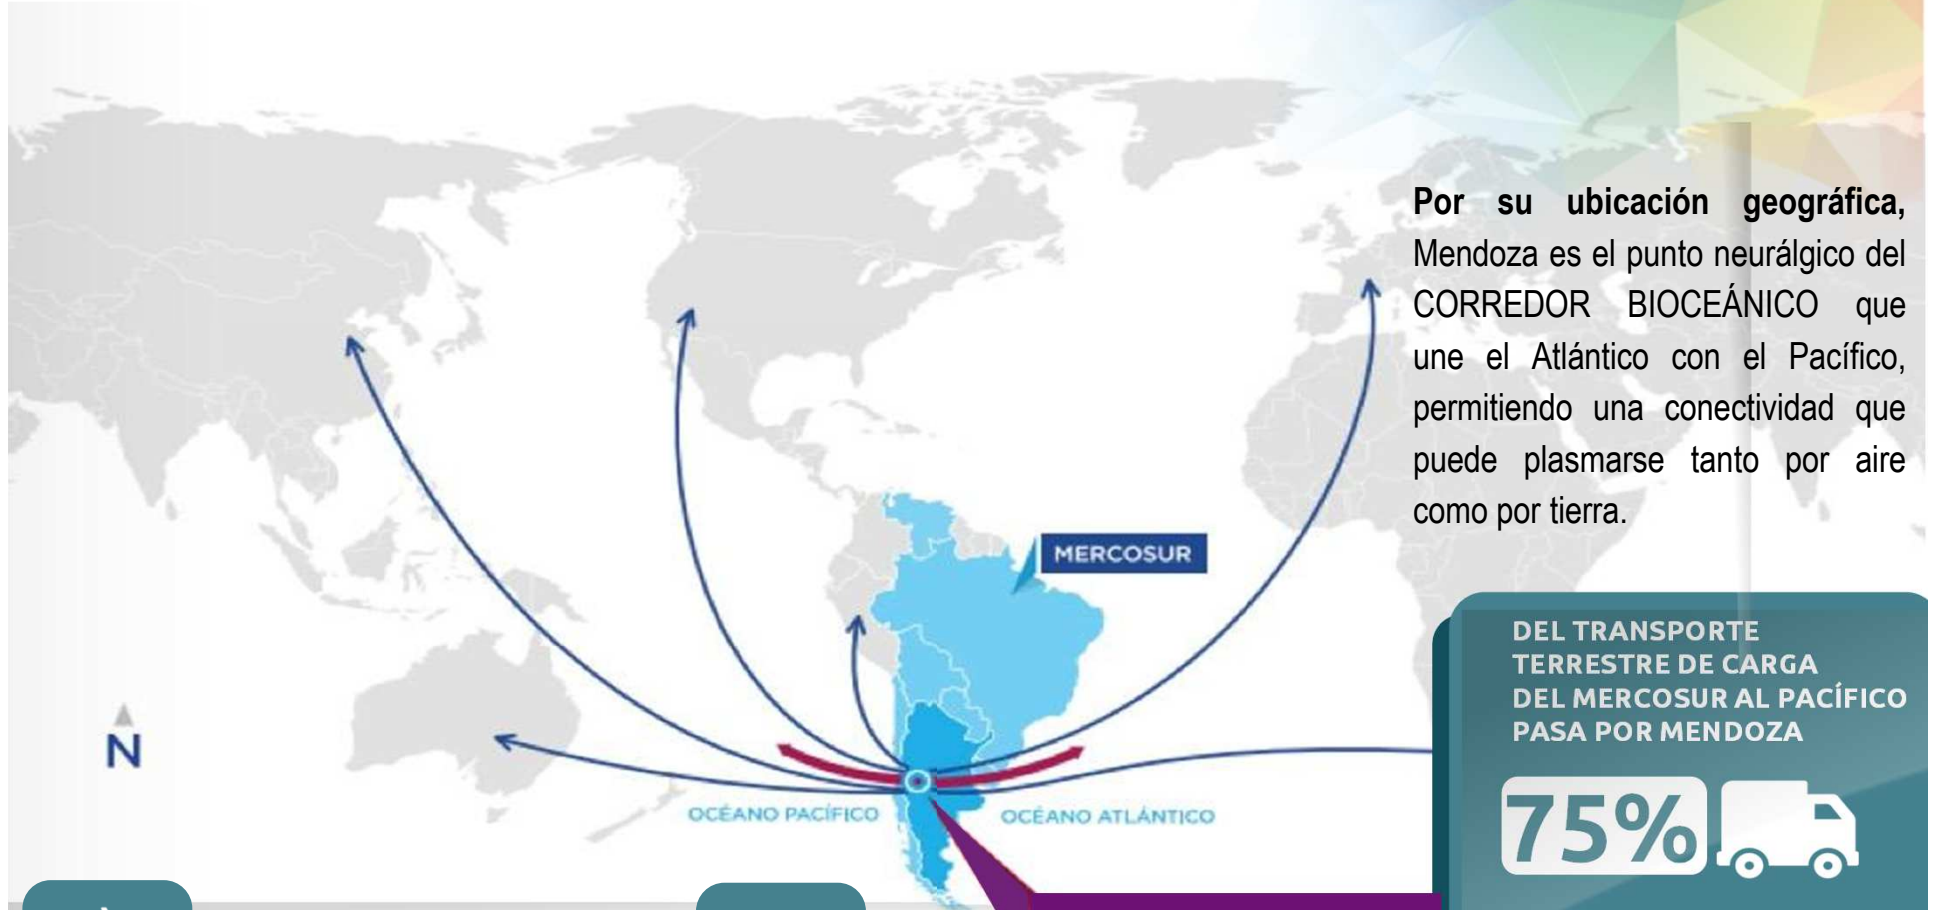 Por su ubicación geográfica,
Mendoza es el punto neurálgico del
CORREDOR BIOCEÁNICO que
une el Atlántico con el Pacífico,
permitiendo una conectividad que
puede plasmarse tanto por aire
como por tierra.
MERCOSUR
DEL TRANSPORTE
TERRESTRE DE CARGA
DEL MERCOSUR AL PACÍFICO
PASA POR MENDOZA
75%
N
OCÉANO PACÍFICO
OCÉANO ATLÁNTICO